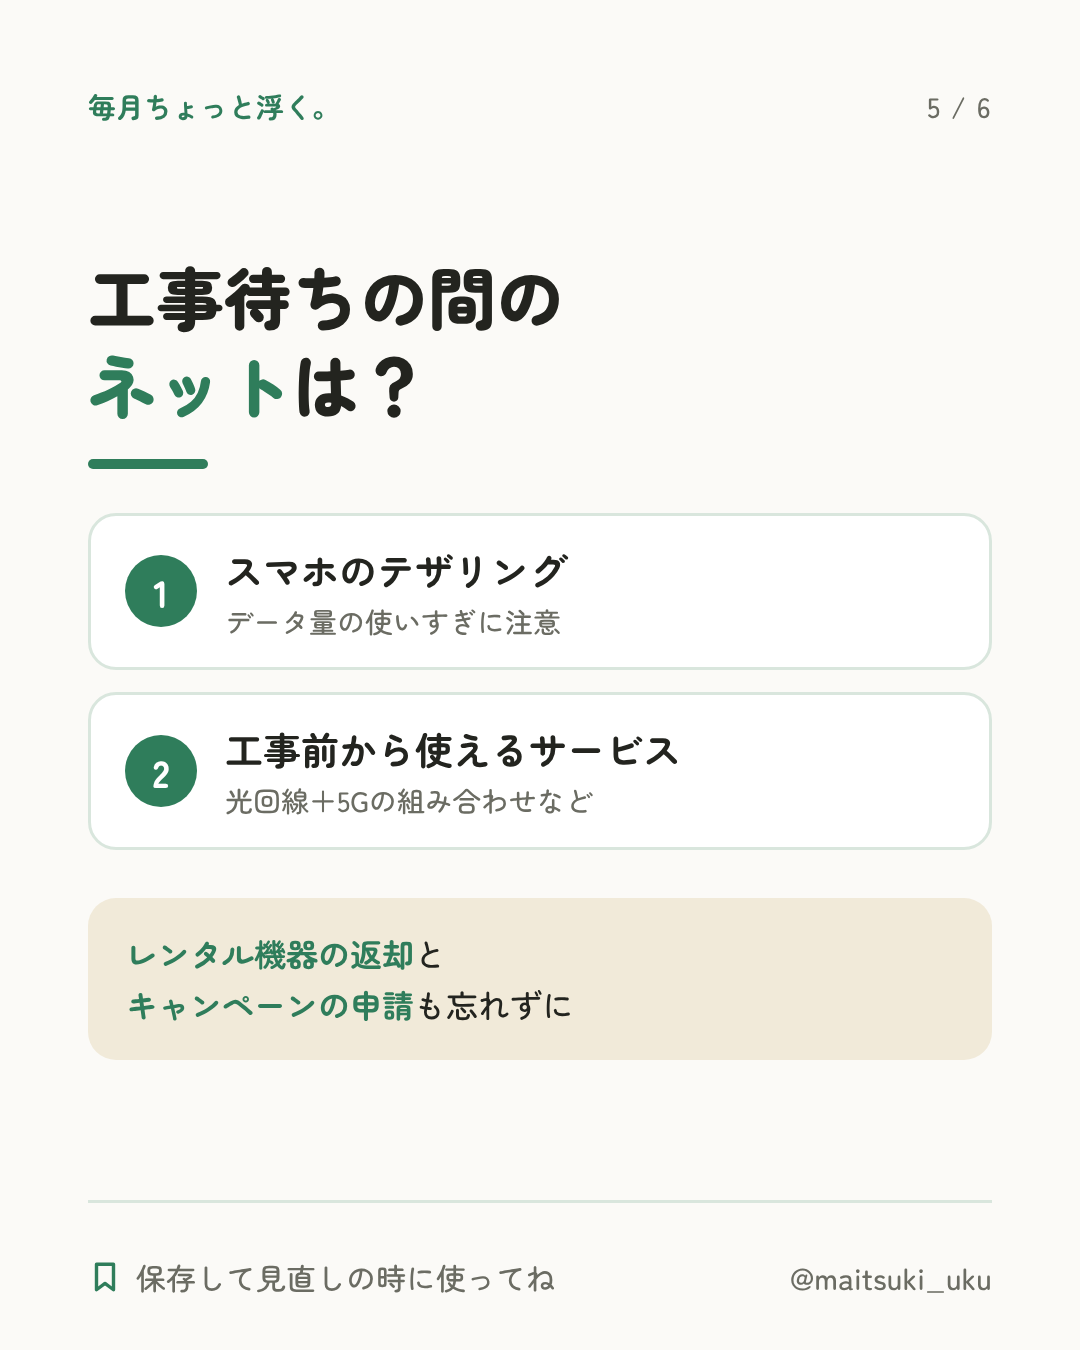 毎月ちょっと浮く。
5 / 6
工事待ちの間の
ネットは？
1
スマホのテザリング
データ量の使いすぎに注意
2
工事前から使えるサービス
光回線＋5Gの組み合わせなど
レンタル機器の返却と
キャンペーンの申請も忘れずに
保存して見直しの時に使ってね
@maitsuki_uku